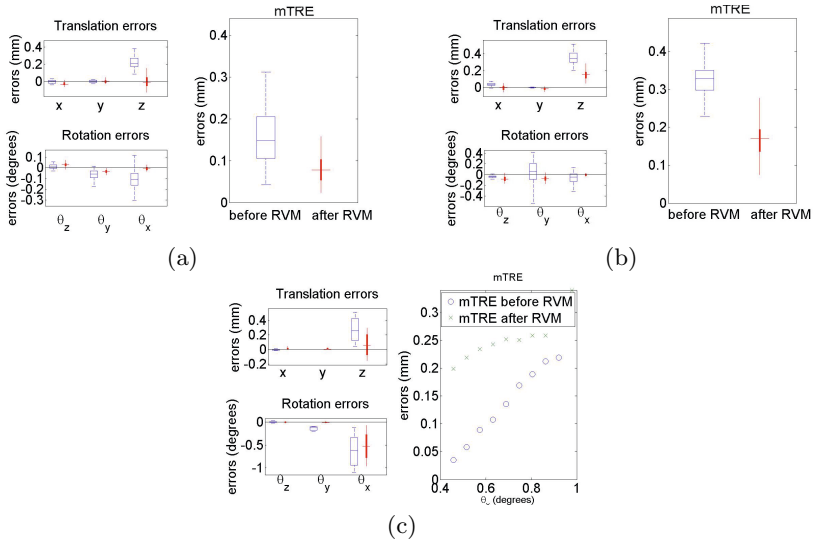 Translation errors
errors (mm)
0.4
0.2
0
x y z
Rotation errors
errors (degrees)
0.1
0
-0.1
-0.2
-0.3
θz θy θx
mTRE
errors (mm)
0.4
0.3
0.2
0.1
0
before RVM after RVM
(a)
Translation errors
errors (mm)
0.4
0.2
0
x y z
Rotation errors
errors (degrees)
0.4
0.2
0
-0.2
-0.4
θz θy θx
mTRE
errors (mm)
0.4
0.3
0.2
0.1
0
before RVM after RVM
(b)
Translation errors
errors (mm)
0.4
0.2
0
-0.2
x y z
Rotation errors
errors (degrees)
0
-0.5
-1
θz θy θx
mTRE
mTRE before RVM
mTRE after RVM
errors (mm)
0.3
0.25
0.2
0.15
0.1
0.05
0
0.4 0.6 0.8 1
(degrees)
(c)